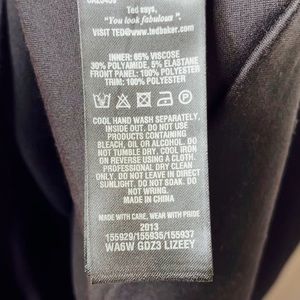 Ted says,
"You look fabulous".
VISIT TED@www.tedbaker.com
INNER: 65% VISCOSE
30% POLYAMIDE, 5% ELASTANE
FRONT PANEL: 100% POLYESTER
TRIM: 100% POLYESTER
COOL HAND WASH SEPARATELY,
INSIDE OUT. DO NOT USE
PRODUCTS CONTAINING
BLEACH, OIL OR ALCOHOL. DO
NOT TUMBLE DRY. COOL IRON
ON REVERSE USING A CLOTH.
PROFESSIONAL DRY CLEAN
ONLY. DO NOT LEAVE IN DIRECT
SUNLIGHT. DO NOT SOAK. DO
NOT WRING.
MADE IN CHINA
MADE WITH CARE, WEAR WITH PRIDE
2013
155929/155935/155937
WA6W GDZ3 LIZEEY